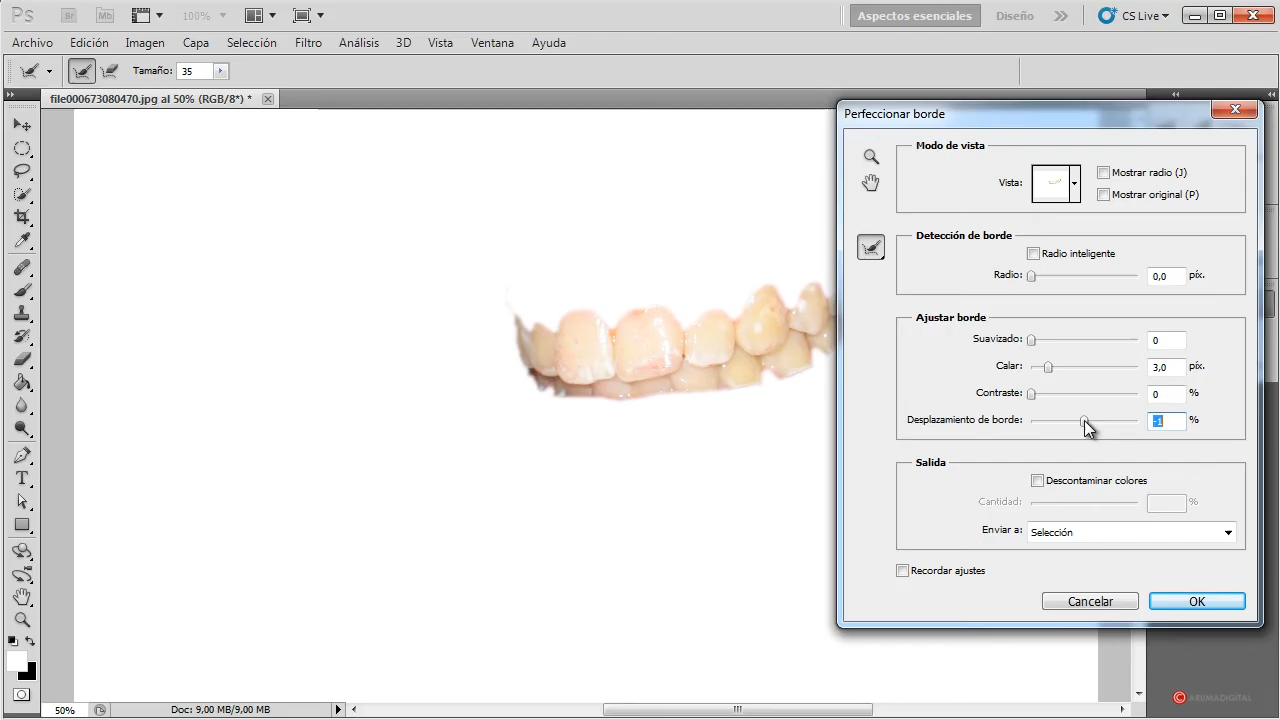 Ps Br Mb 100% Aspectos esenciales Diseño CS Live
Archivo Edición Imagen Capa Selección Filtro Análisis 3D Vista Ventana Ayuda
Tamaño: 35
file000673080470.jpg al 50% (RGB/8*) *
Perfeccionar borde
Modo de vista
Vista:
Mostrar radio (J)
Mostrar original (P)
Detección de borde
Radio inteligente
Radio: 0,0 píx.
Ajustar borde
Suavizado: 0
Calar: 3,0 píx.
Contraste: 0 %
Desplazamiento de borde: -1 %
Salida
Descontaminar colores
Cantidad: %
Enviar a: Selección
Recordar ajustes
Cancelar OK
T
© ARUMADIGITAL
50% Doc: 9,00 MB/9,00 MB